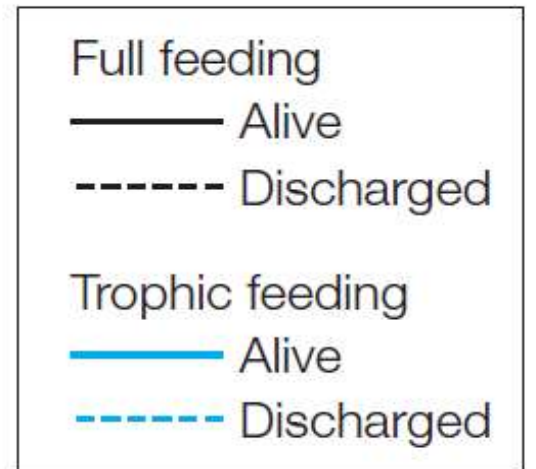 Full feeding
Alive
Discharged
Trophic feeding
Alive
Discharged